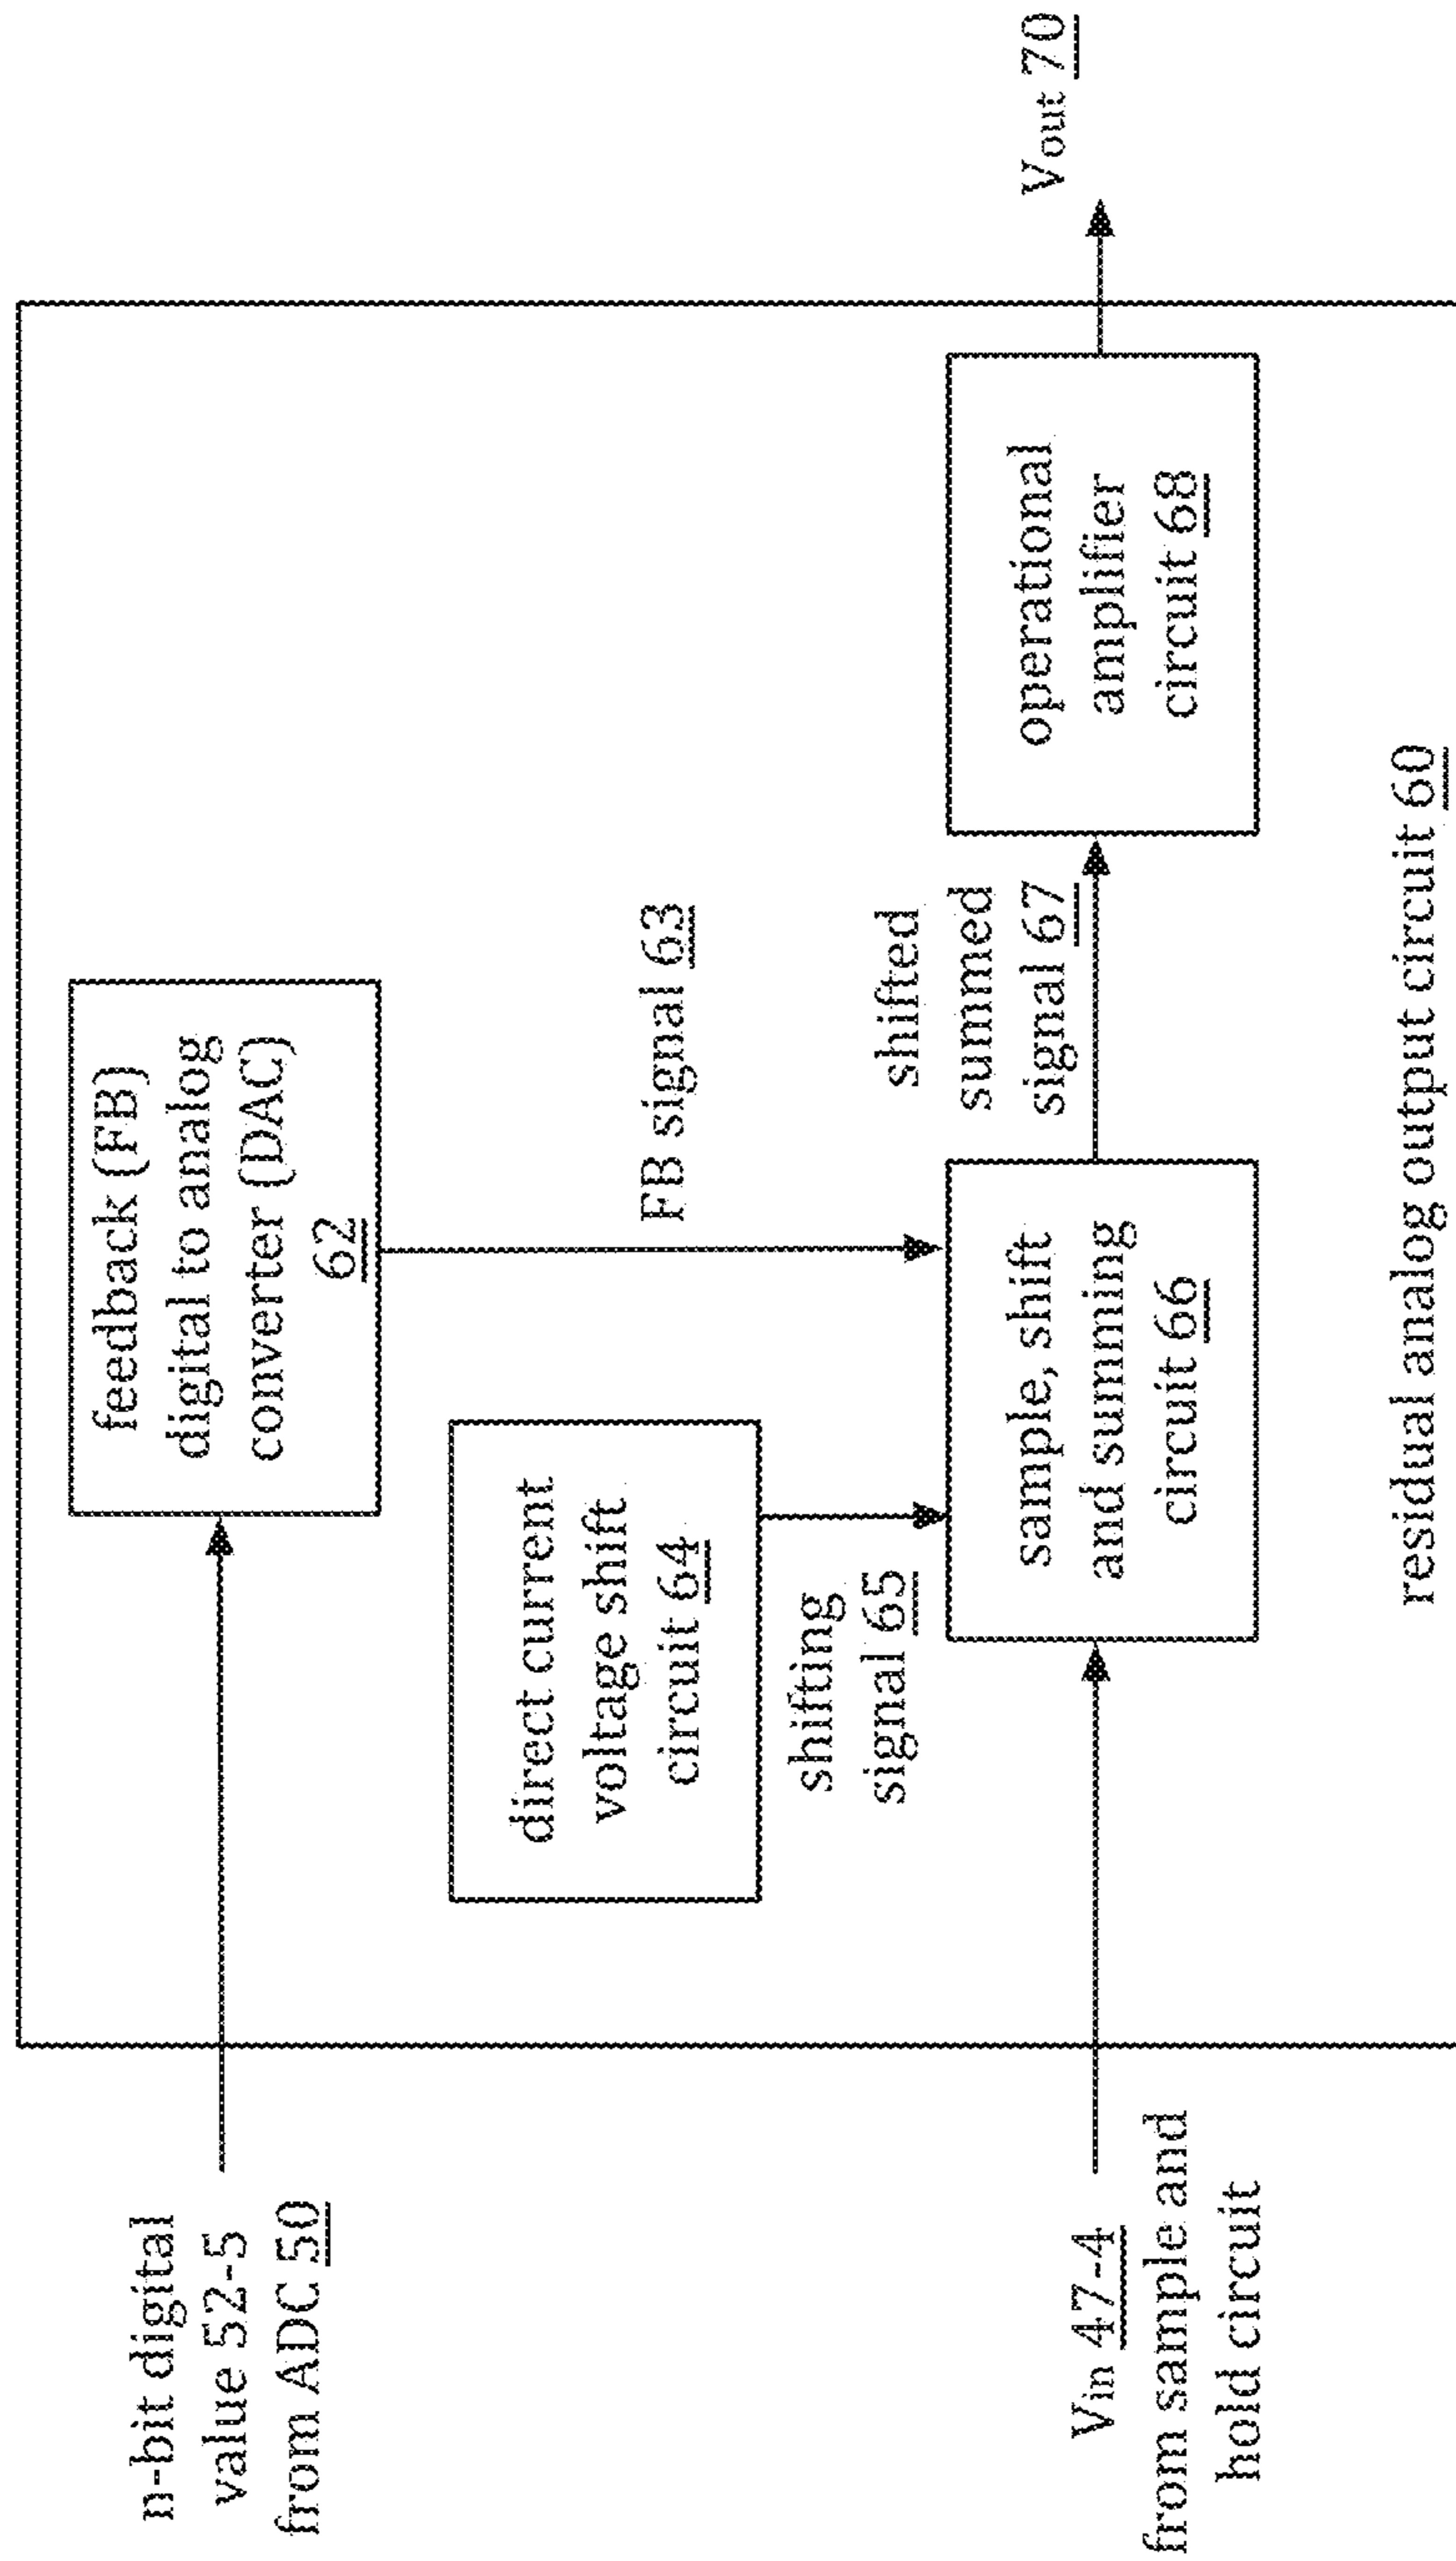 n-bit digital
value 52-5
from ADC 50
feedback (FB)
digital to analog
converter (DAC)
62
direct current
voltage shift
circuit 64
FB signal 63
shifting
signal 65
Vin 47-4
from sample and
hold circuit
sample, shift
and summing
circuit 66
shifted
summed
signal 67
operational
amplifier
circuit 68
Vout 70
residual analog output circuit 60